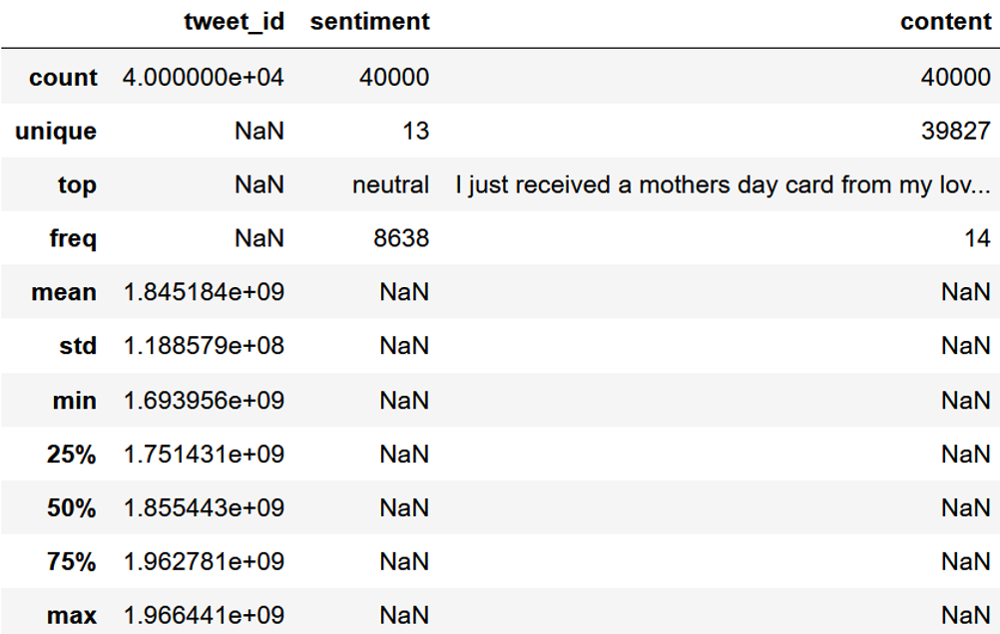 tweet_id sentiment content
count 4.000000e+04 40000 40000
unique NaN 13 39827
top NaN neutral I just received a mothers day card from my lov...
freq NaN 8638 14
mean 1.845184e+09 NaN NaN
std 1.188579e+08 NaN NaN
min 1.693956e+09 NaN NaN
25% 1.751431e+09 NaN NaN
50% 1.855443e+09 NaN NaN
75% 1.962781e+09 NaN NaN
max 1.966441e+09 NaN NaN